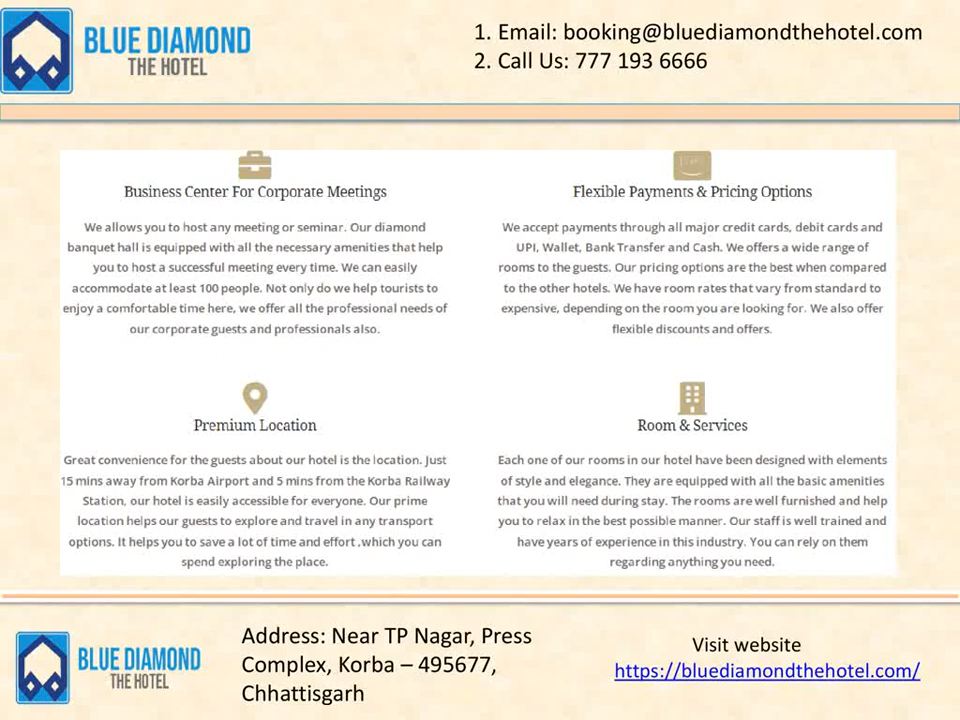 BLUE DIAMOND
THE HOTEL
1. Email: booking@bluediamondthehotel.com
2. Call Us: 777 193 6666
Business Center For Corporate Meetings
We allows you to host any meeting or seminar. Our diamond
banquet hall is equipped with all the necessary amenities that help
you to host a successful meeting every time. We can easily
accommodate at least 100 people. Not only do we help tourists to
enjoy a comfortable time here, we offer all the professional needs of
our corporate guests and professionals also.
Flexible Payments & Pricing Options
We accept payments through all major credit cards, debit cards and
UPI, Wallet, Bank Transfer and Cash. We offers a wide range of
rooms to the guests. Our pricing options are the best when compared
to the other hotels. We have room rates that vary from standard to
expensive, depending on the room you are looking for. We also offer
flexible discounts and offers.
Premium Location
Great convenience for the guests about our hotel is the location. Just
15 mins away from Korba Airport and 5 mins from the Korba Railway
Station, our hotel is easily accessible for everyone. Our prime
location helps our guests to explore and travel in any transport
options. It helps you to save a lot of time and effort ,which you can
spend exploring the place.
Room & Services
Each one of our rooms in our hotel have been designed with elements
of style and elegance. They are equipped with all the basic amenities
that you will need during stay. The rooms are well furnished and help
you to relax in the best possible manner. Our staff is well trained and
have years of experience in this industry. You can rely on them
regarding anything you need.
BLUE DIAMOND
THE HOTEL
Address: Near TP Nagar, Press
Complex, Korba – 495677,
Chhattisgarh
Visit website
https://bluediamondthehotel.com/